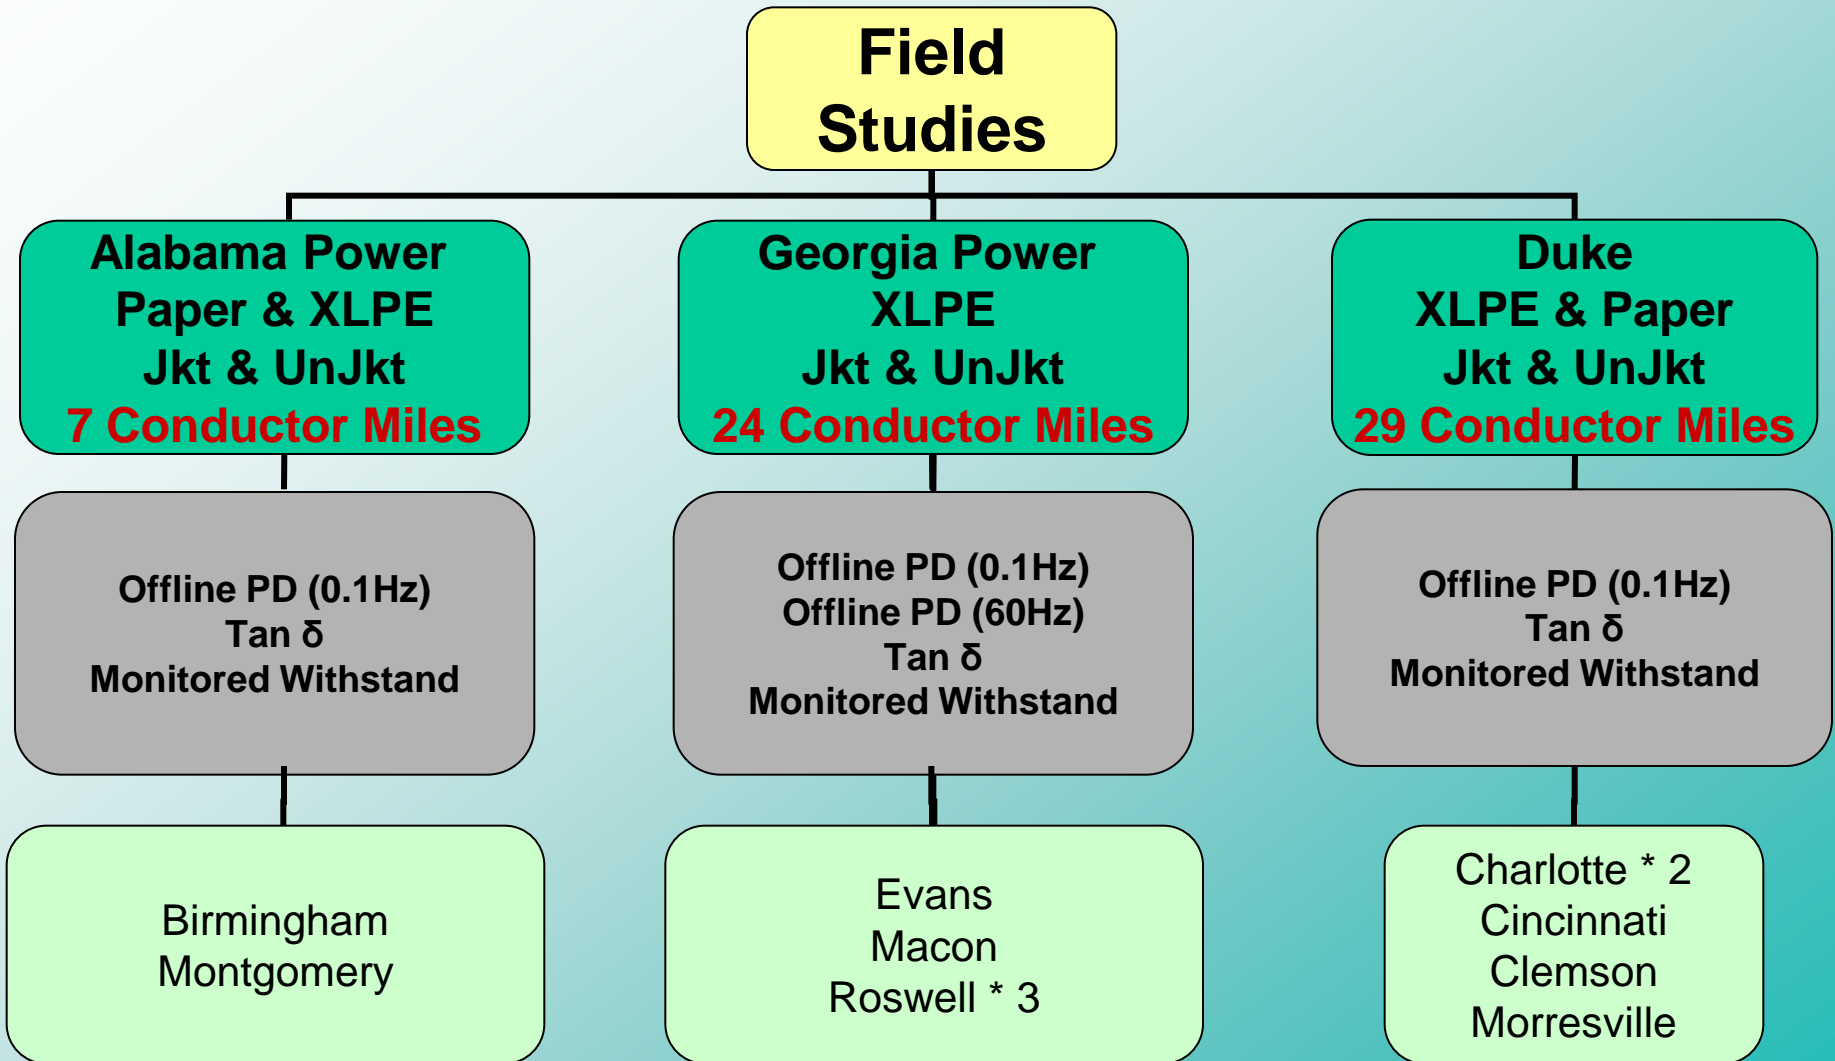 Field
Studies
Alabama Power
Paper & XLPE
Jkt & UnJkt
7 Conductor Miles
Georgia Power
XLPE
Jkt & UnJkt
24 Conductor Miles
Duke
XLPE & Paper
Jkt & UnJkt
29 Conductor Miles
Offline PD (0.1Hz)
Tan δ
Monitored Withstand
Offline PD (0.1Hz)
Offline PD (60Hz)
Tan δ
Monitored Withstand
Offline PD (0.1Hz)
Tan δ
Monitored Withstand
Birmingham
Montgomery
Evans
Macon
Roswell * 3
Charlotte * 2
Cincinnati
Clemson
Morresville